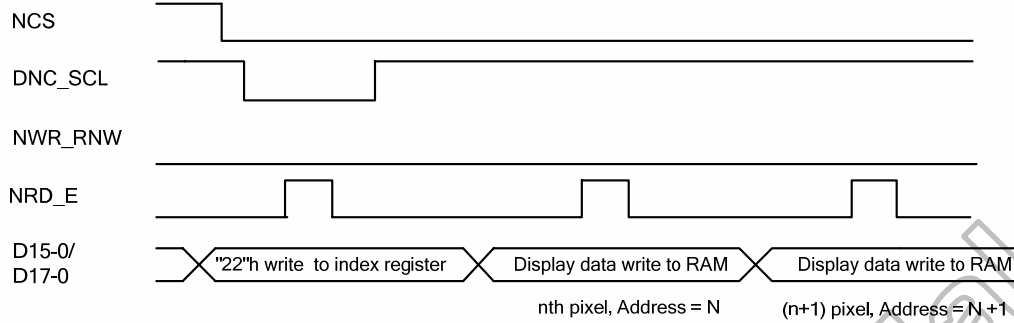 NCS
DNC_SCL
NWR_RNW
NRD_E
D15-0/
D17-0
"22"h write to index register
Display data write to RAM
Display data write to RAM
nth pixel, Address = N
(n+1) pixel, Address = N +1